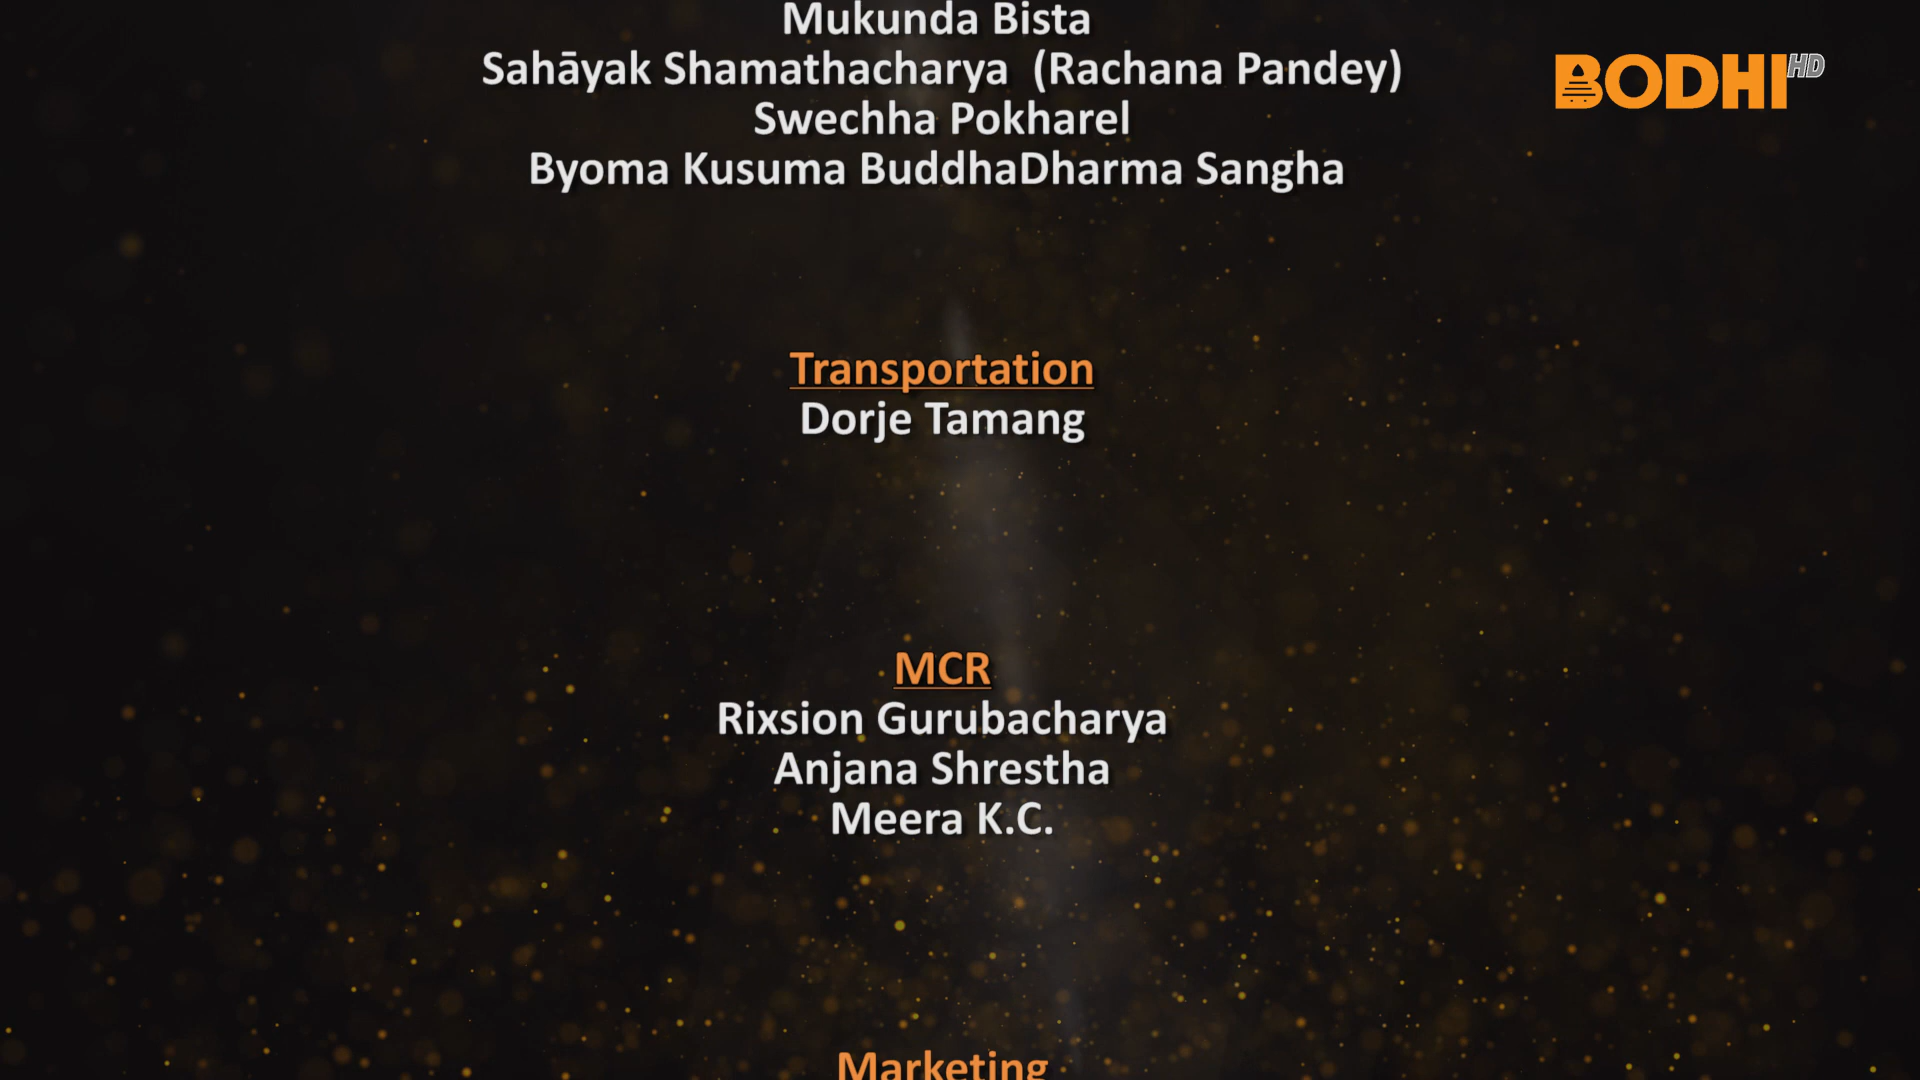 Mukunda Bista
Sahāyak Shamathacharya (Rachana Pandey)
BODHI HD
Swechha Pokharel
Byoma Kusuma BuddhaDharma Sangha
Transportation
Dorje Tamang
MCR
Rixsion Gurubacharya
Anjana Shrestha
Meera K.C.
Marketing